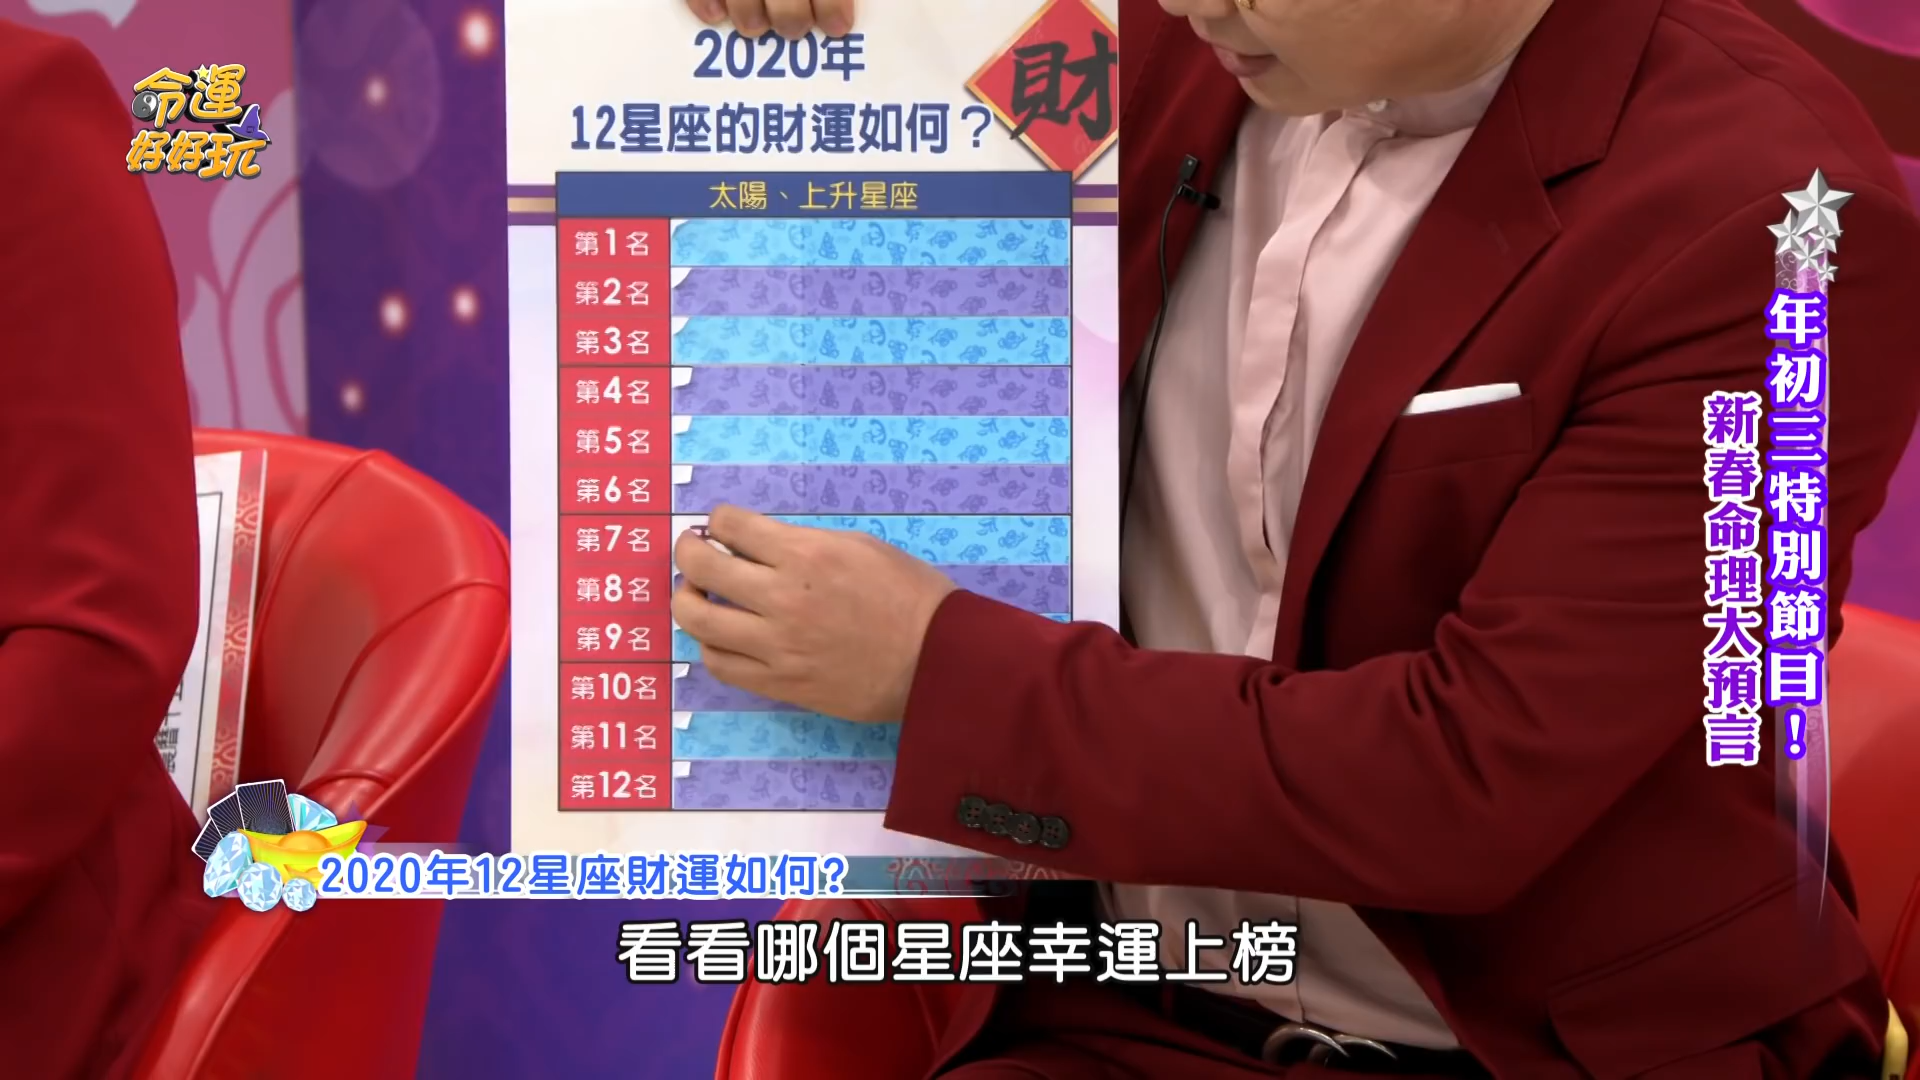 命運
好好玩
2020年
12星座的財運如何？
財
太陽、上升星座
第1名
第2名
第3名
第4名
第5名
第6名
第7名
第8名
第9名
第10名
第11名
第12名
年初三特別節目！
新春命理大預言
2020年12星座財運如何?
看看哪個星座幸運上榜